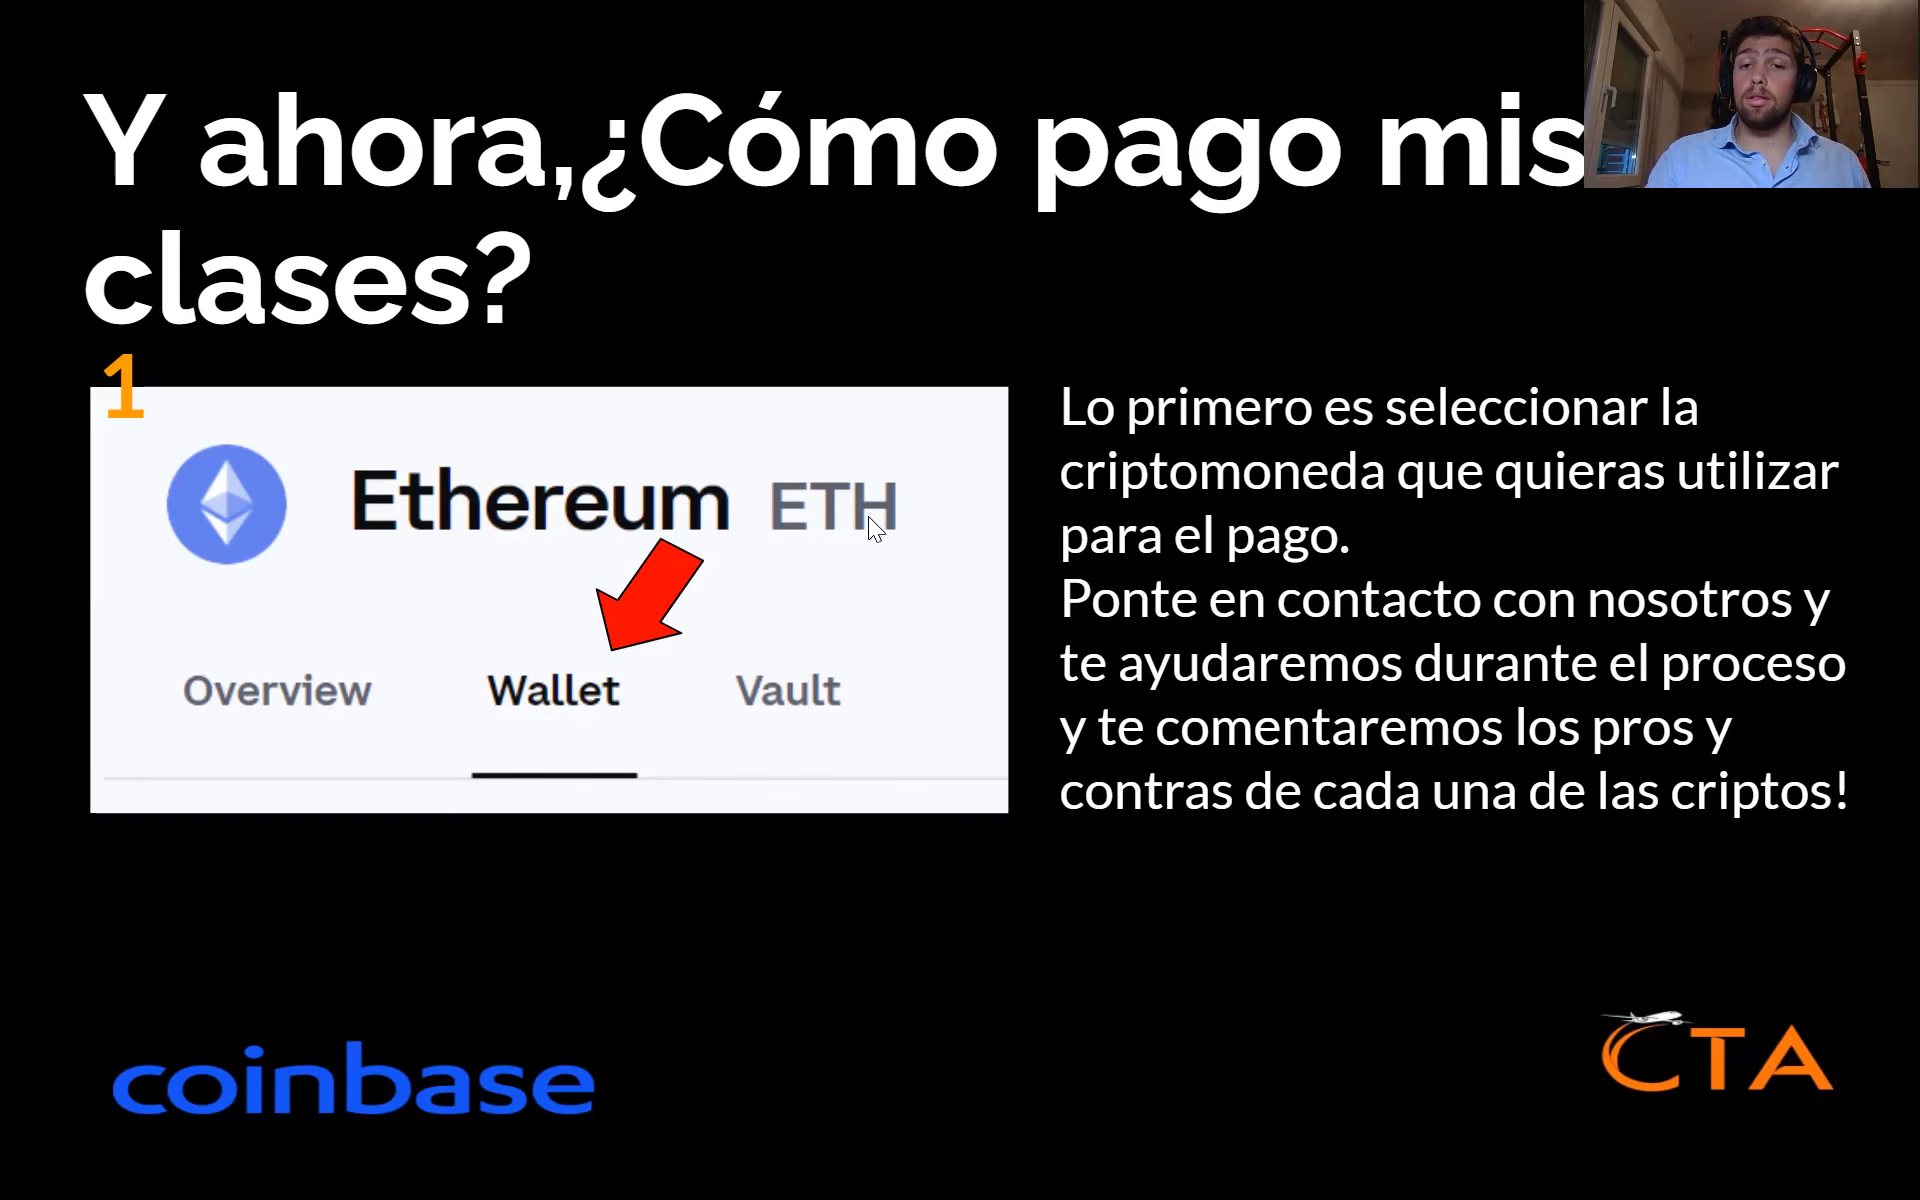 Y ahora,¿Cómo pago mis
clases?
1
Ethereum ETH
Overview Wallet Vault
Lo primero es seleccionar la
criptomoneda que quieras utilizar
para el pago.
Ponte en contacto con nosotros y
te ayudaremos durante el proceso
y te comentaremos los pros y
contras de cada una de las criptos!
coinbase
CTA